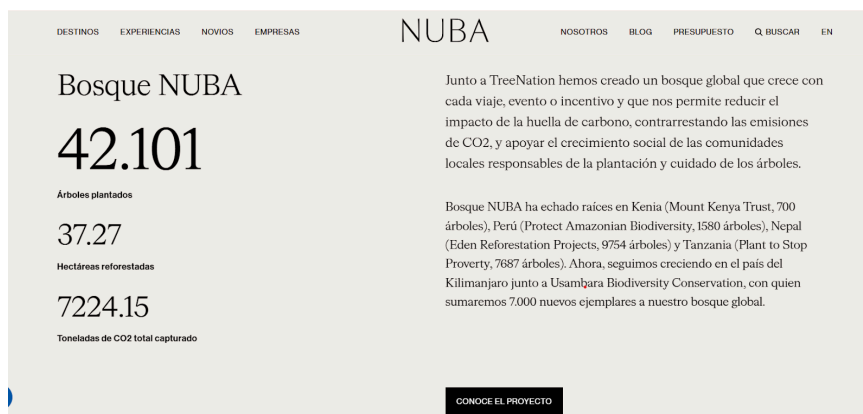 DESTINOS EXPERIENCIAS NOVIOS EMPRESAS NUBA NOSOTROS BLOG PRESUPUESTO BUSCAR EN
Bosque NUBA
42.101
Árboles plantados
37.27
Hectáreas reforestadas
7224.15
Toneladas de CO2 total capturado
Junto a TreeNation hemos creado un bosque global que crece con
cada viaje, evento o incentivo y que nos permite reducir el
impacto de la huella de carbono, contrarrestando las emisiones
de CO2, y apoyar el crecimiento social de las comunidades
locales responsables de la plantación y cuidado de los árboles.
Bosque NUBA ha echado raíces en Kenia (Mount Kenya Trust, 700
árboles), Perú (Protect Amazonian Biodiversity, 1580 árboles), Nepal
(Eden Reforestation Projects, 9754 árboles) y Tanzania (Plant to Stop
Proverty, 7687 árboles). Ahora, seguimos creciendo en el país del
Kilimanjaro junto a Usambara Biodiversity Conservation, con quien
sumaremos 7.000 nuevos ejemplares a nuestro bosque global.
CONOCE EL PROYECTO